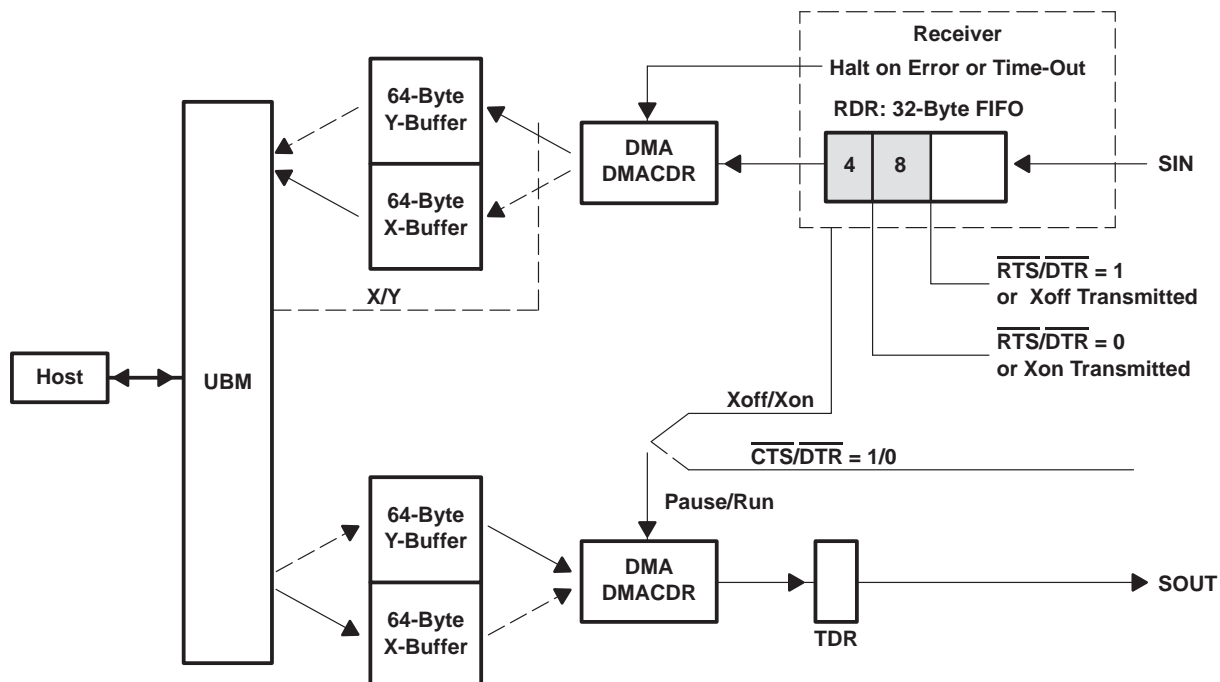 Receiver
Halt on Error or Time-Out
RDR: 32-Byte FIFO
64-Byte
Y-Buffer
DMA
DMACDR
4 8
SIN
64-Byte
X-Buffer
RTS/DTR = 1
or Xoff Transmitted
X/Y
RTS/DTR = 0
or Xon Transmitted
Host
UBM
Xoff/Xon
CTS/DTR = 1/0
Pause/Run
64-Byte
Y-Buffer
DMA
DMACDR
SOUT
64-Byte
X-Buffer
TDR